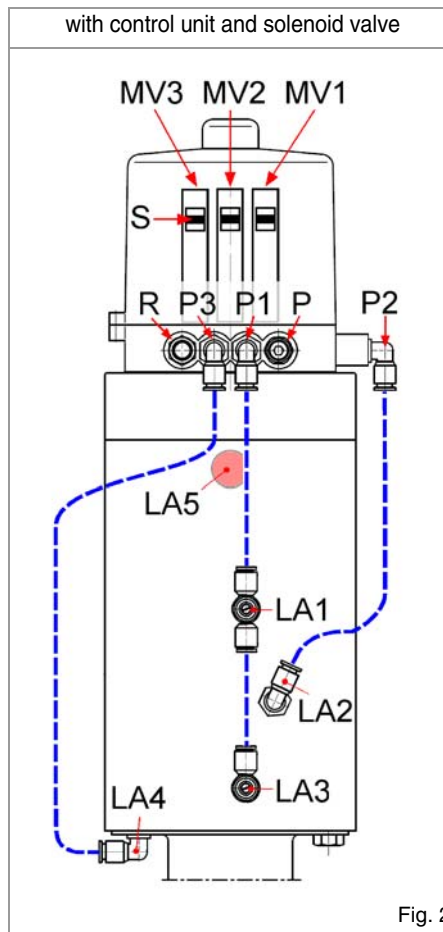 with control unit and solenoid valve
MV3 MV2 MV1
S
R P3 P1 P P2
LA5
LA1
LA2
LA3
LA4
Fig. 2